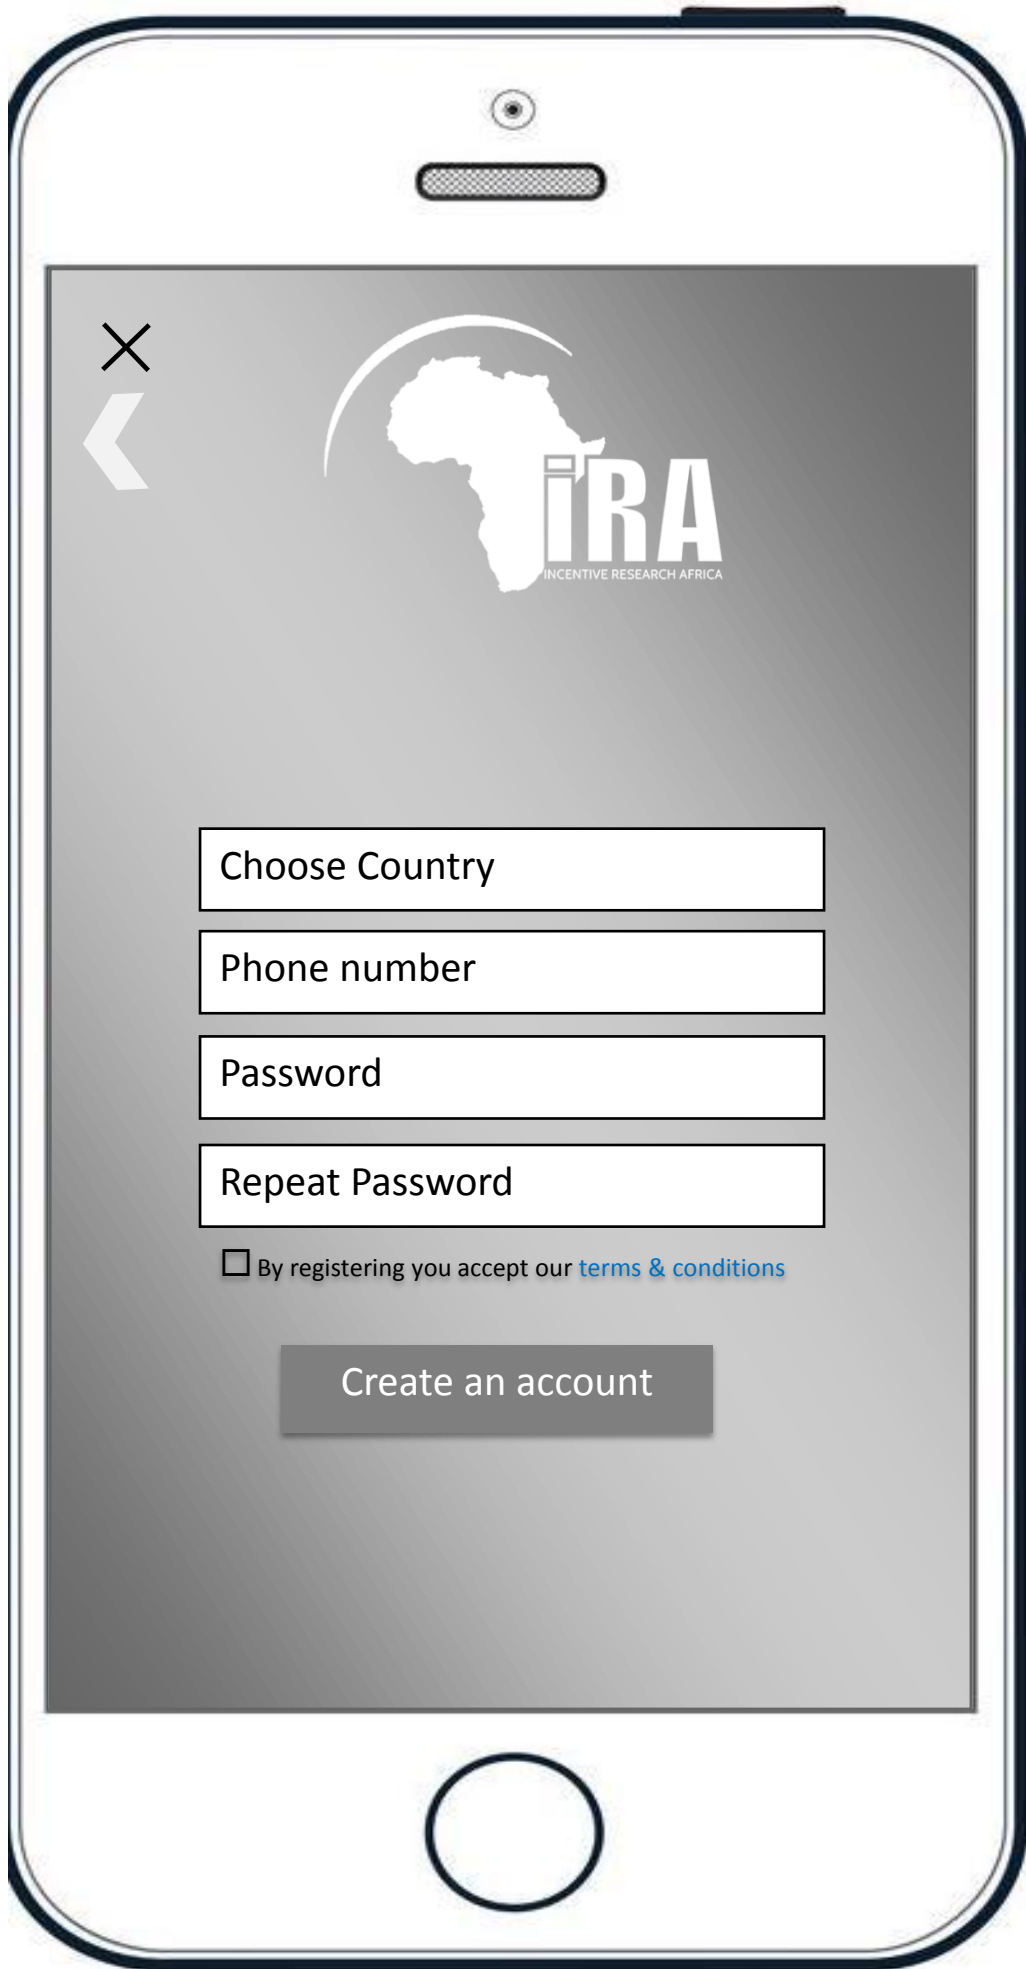 iRA
INCENTIVE RESEARCH AFRICA
Choose Country
Phone number
Password
Repeat Password
By registering you accept our terms & conditions
Create an account